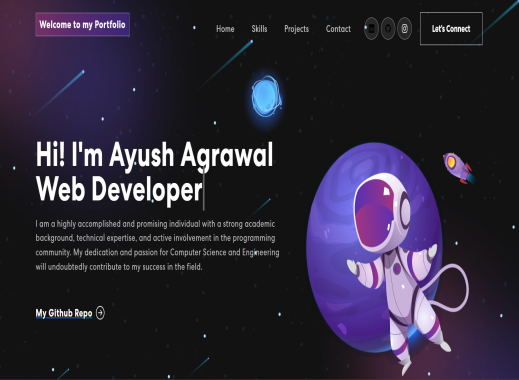 Welcome to my Portfolio
Home Skills Projects Contact Let's Connect
Hi! I'm Ayush Agrawal
Web Developer
I am a highly accomplished and promising individual with a strong academic
background, technical expertise, and active involvement in the programming
community. My dedication and passion for Computer Science and Engineering
will undoubtedly contribute to my success in the field.
My Github Repo